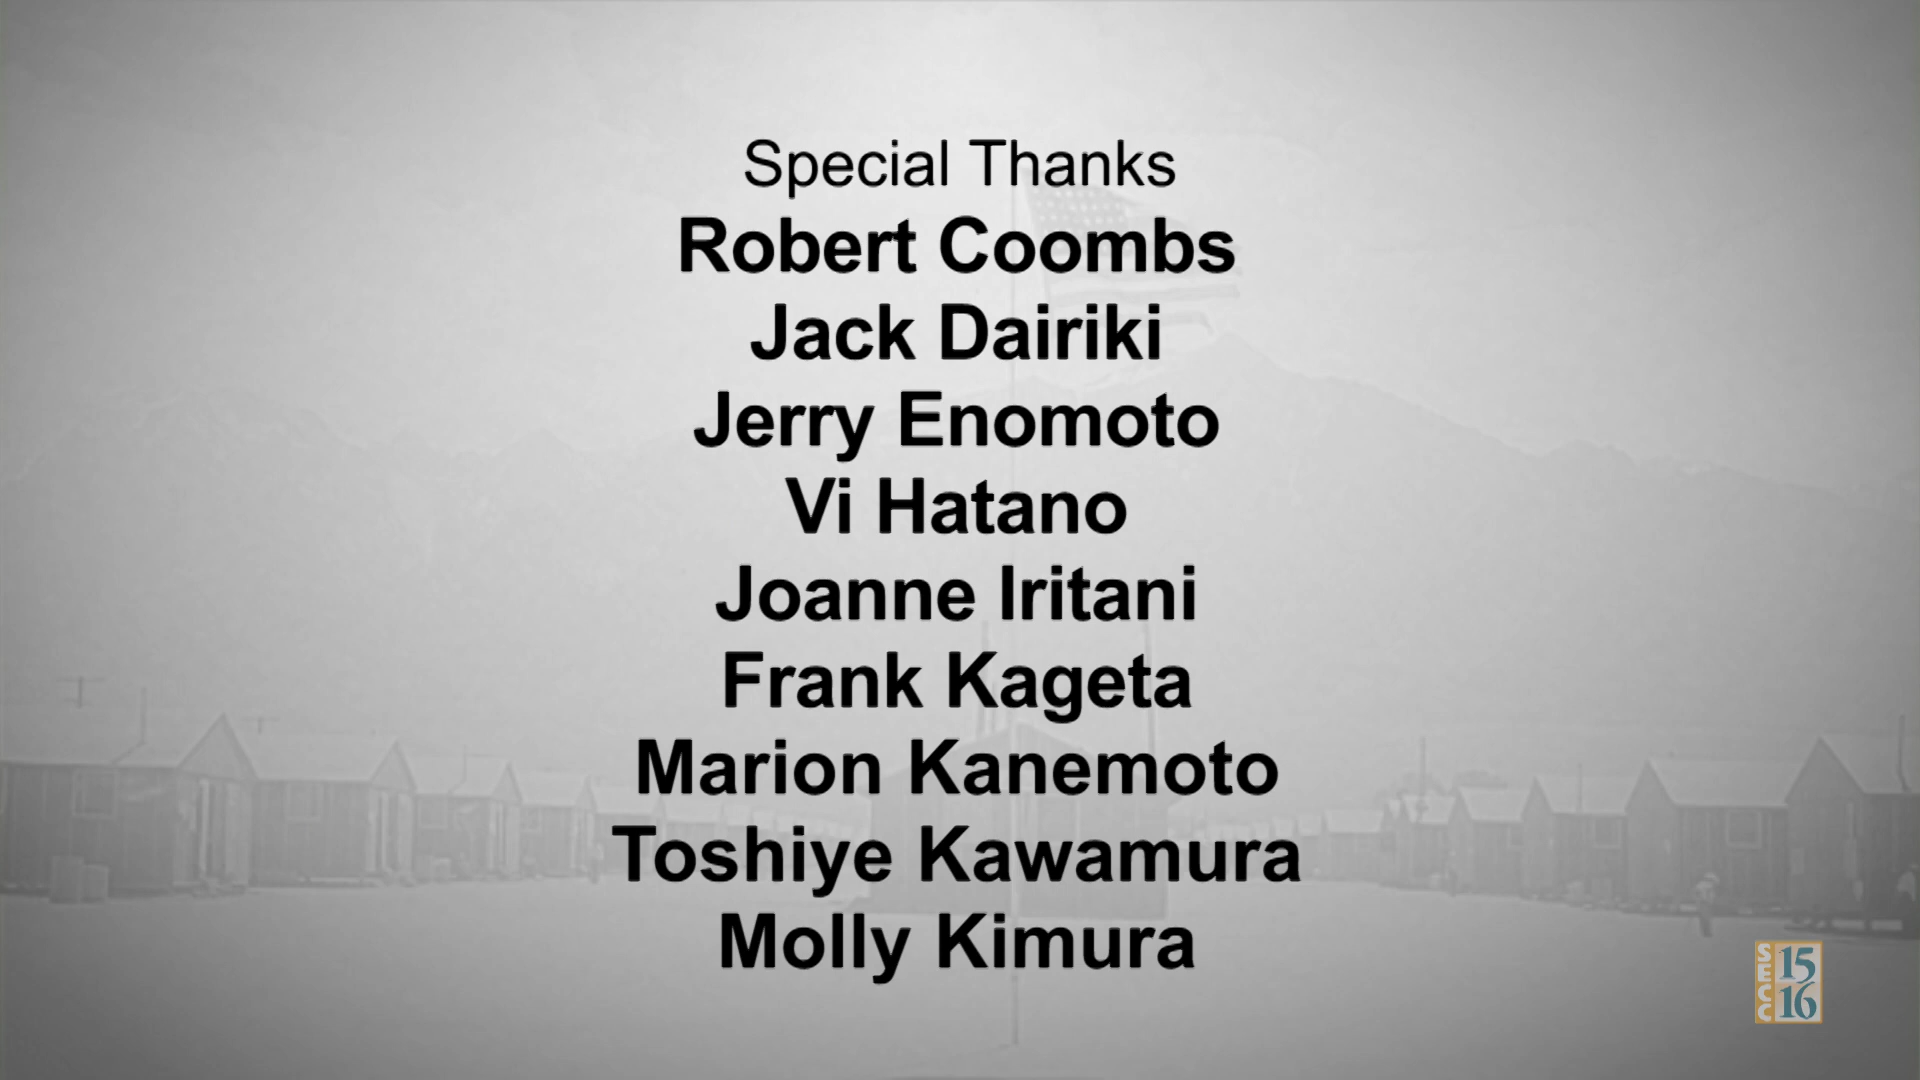 Special Thanks
Robert Coombs
Jack Dairiki
Jerry Enomoto
Vi Hatano
Joanne Iritani
Frank Kageta
Marion Kanemoto
Toshiye Kawamura
Molly Kimura
SECC
15
16